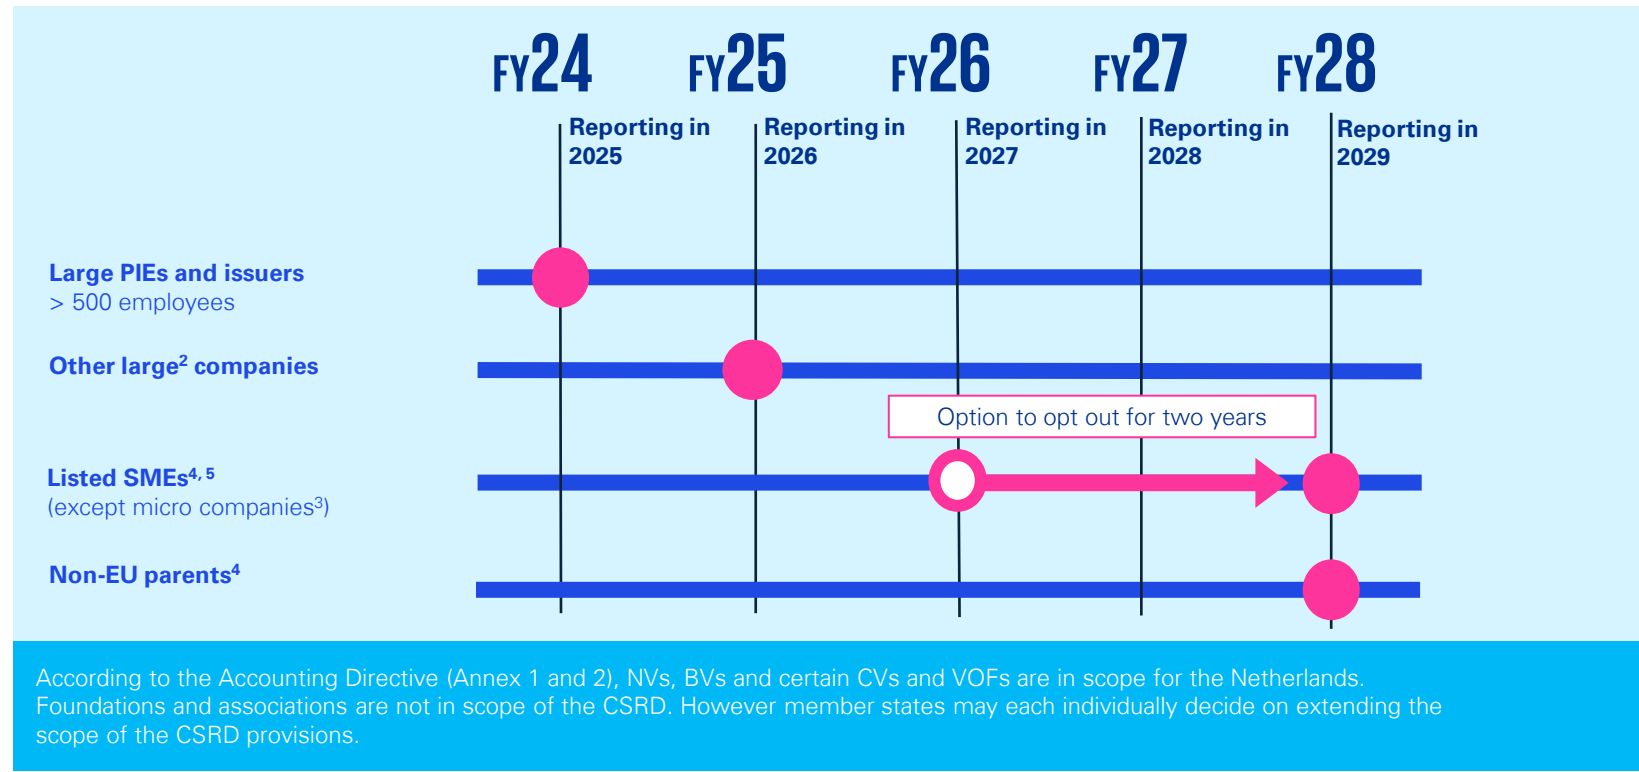 FY24 FY25 FY26 FY27 FY28
Reporting in 2025
Reporting in 2026
Reporting in 2027
Reporting in 2028
Reporting in 2029
Large PIEs and issuers
> 500 employees
Other large² companies
Option to opt out for two years
Listed SMEs⁴,⁵
(except micro companies³)
Non-EU parents⁴
According to the Accounting Directive (Annex 1 and 2), NVs, BVs and certain CVs and VOFs are in scope for the Netherlands.
Foundations and associations are not in scope of the CSRD. However member states may each individually decide on extending the
scope of the CSRD provisions.